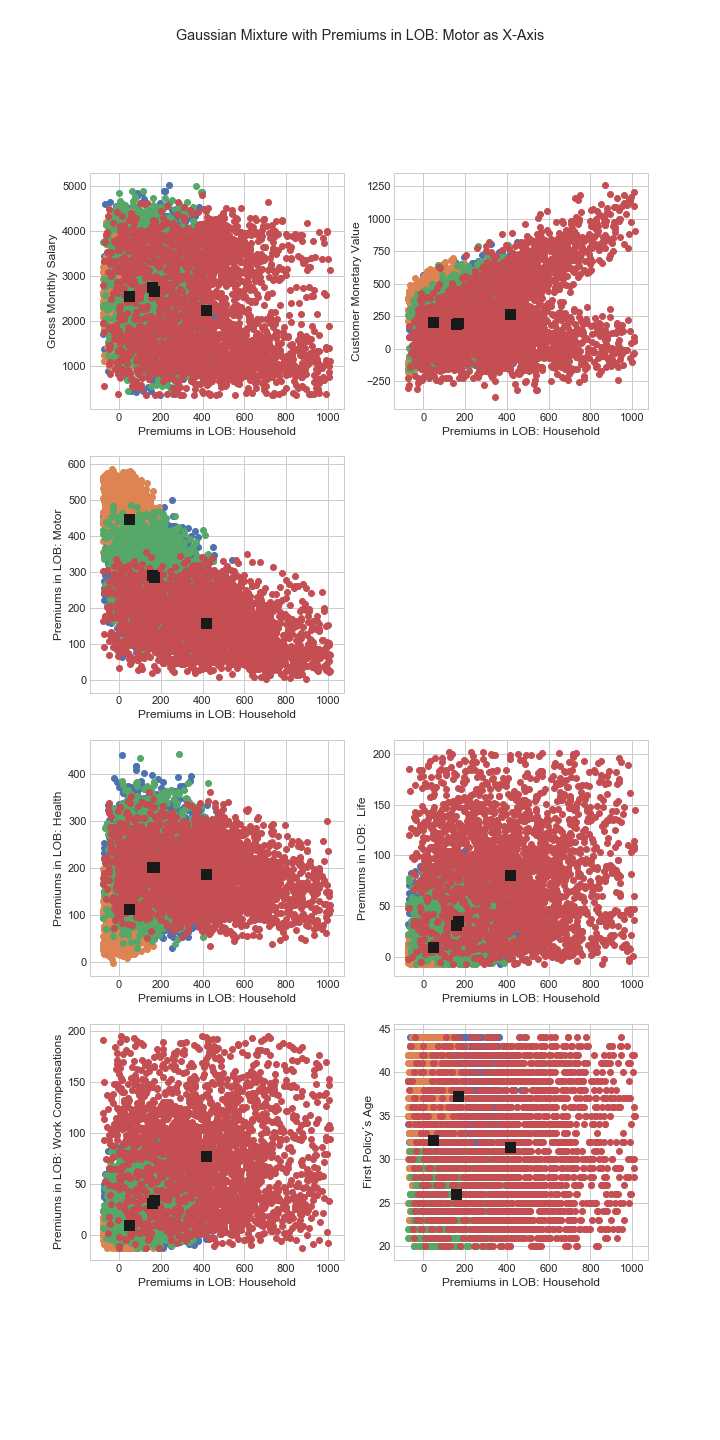 Gaussian Mixture with Premiums in LOB: Motor as X-Axis
5000
4000
3000
2000
1000
Gross Monthly Salary
0 200 400 600 800 1000
Premiums in LOB: Household
1250
1000
750
500
250
0
−250
Customer Monetary Value
0 200 400 600 800 1000
Premiums in LOB: Household
600
500
400
300
200
100
0
Premiums in LOB: Motor
0 200 400 600 800 1000
Premiums in LOB: Household
400
300
200
100
0
Premiums in LOB: Health
0 200 400 600 800 1000
Premiums in LOB: Household
200
150
100
50
0
Premiums in LOB:  Life
0 200 400 600 800 1000
Premiums in LOB: Household
200
150
100
50
0
Premiums in LOB: Work Compensations
0 200 400 600 800 1000
Premiums in LOB: Household
45
40
35
30
25
20
First Policy´s Age
0 200 400 600 800 1000
Premiums in LOB: Household